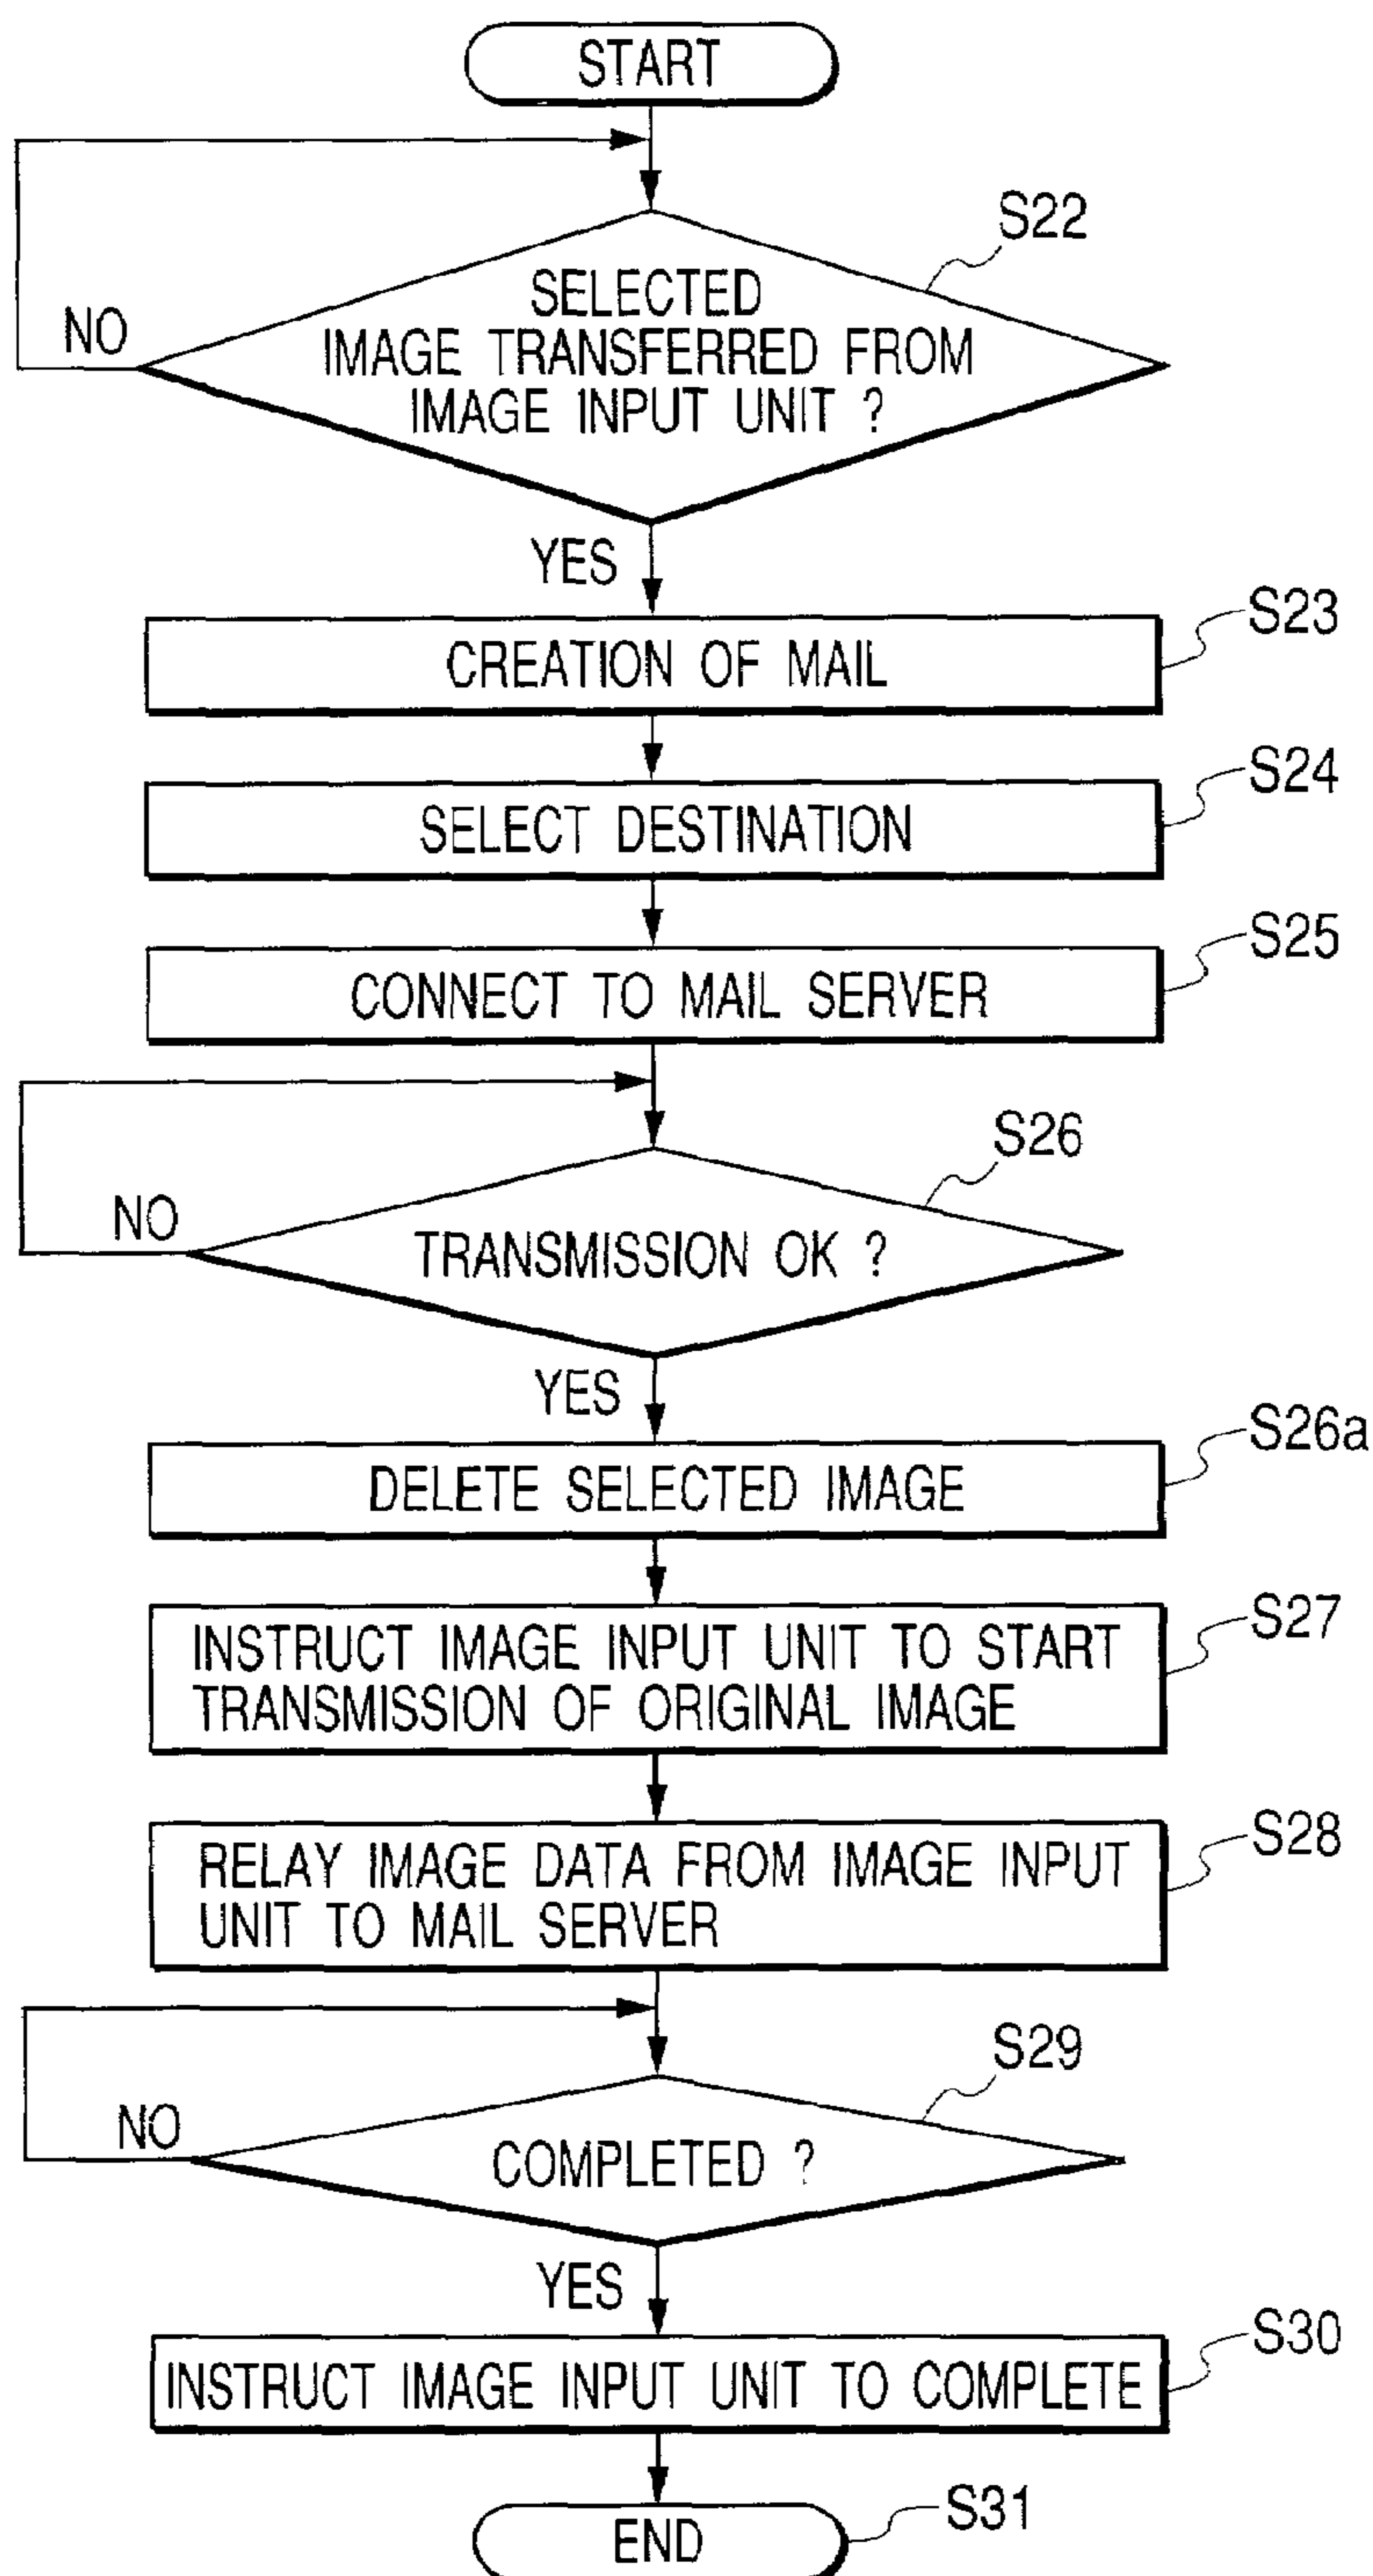 START
S22
SELECTED
IMAGE TRANSFERRED FROM
IMAGE INPUT UNIT ?
NO
YES
S23
CREATION OF MAIL
S24
SELECT DESTINATION
S25
CONNECT TO MAIL SERVER
S26
TRANSMISSION OK ?
NO
YES
S26a
DELETE SELECTED IMAGE
S27
INSTRUCT IMAGE INPUT UNIT TO START
TRANSMISSION OF ORIGINAL IMAGE
S28
RELAY IMAGE DATA FROM IMAGE INPUT
UNIT TO MAIL SERVER
S29
COMPLETED ?
NO
YES
S30
INSTRUCT IMAGE INPUT UNIT TO COMPLETE
S31
END